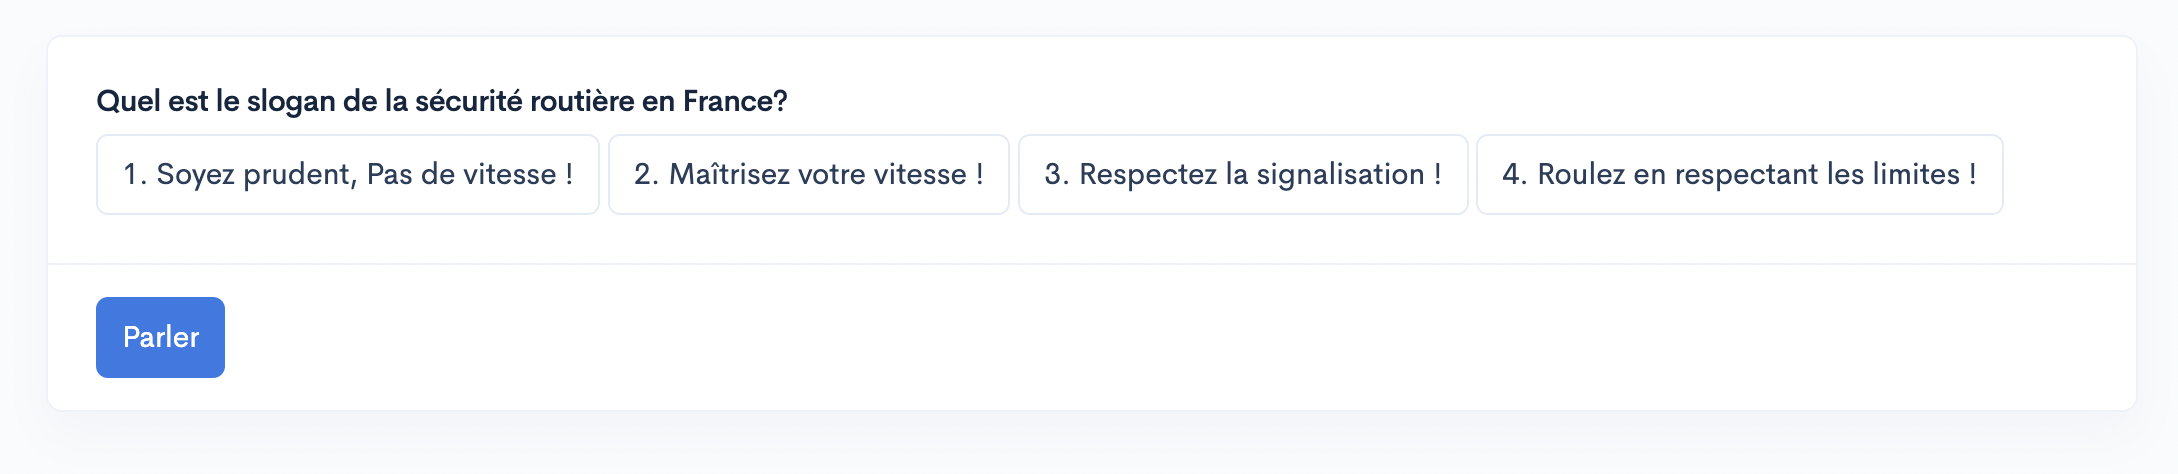 Quel est le slogan de la sécurité routière en France?
1. Soyez prudent, Pas de vitesse !
2. Maîtrisez votre vitesse !
3. Respectez la signalisation !
4. Roulez en respectant les limites !
Parler